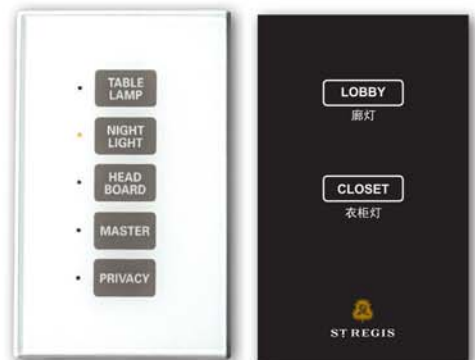 TABLE
LAMP
NIGHT
LIGHT
HEAD
BOARD
MASTER
PRIVACY
LOBBY
廊灯
CLOSET
衣柜灯
ST REGIS